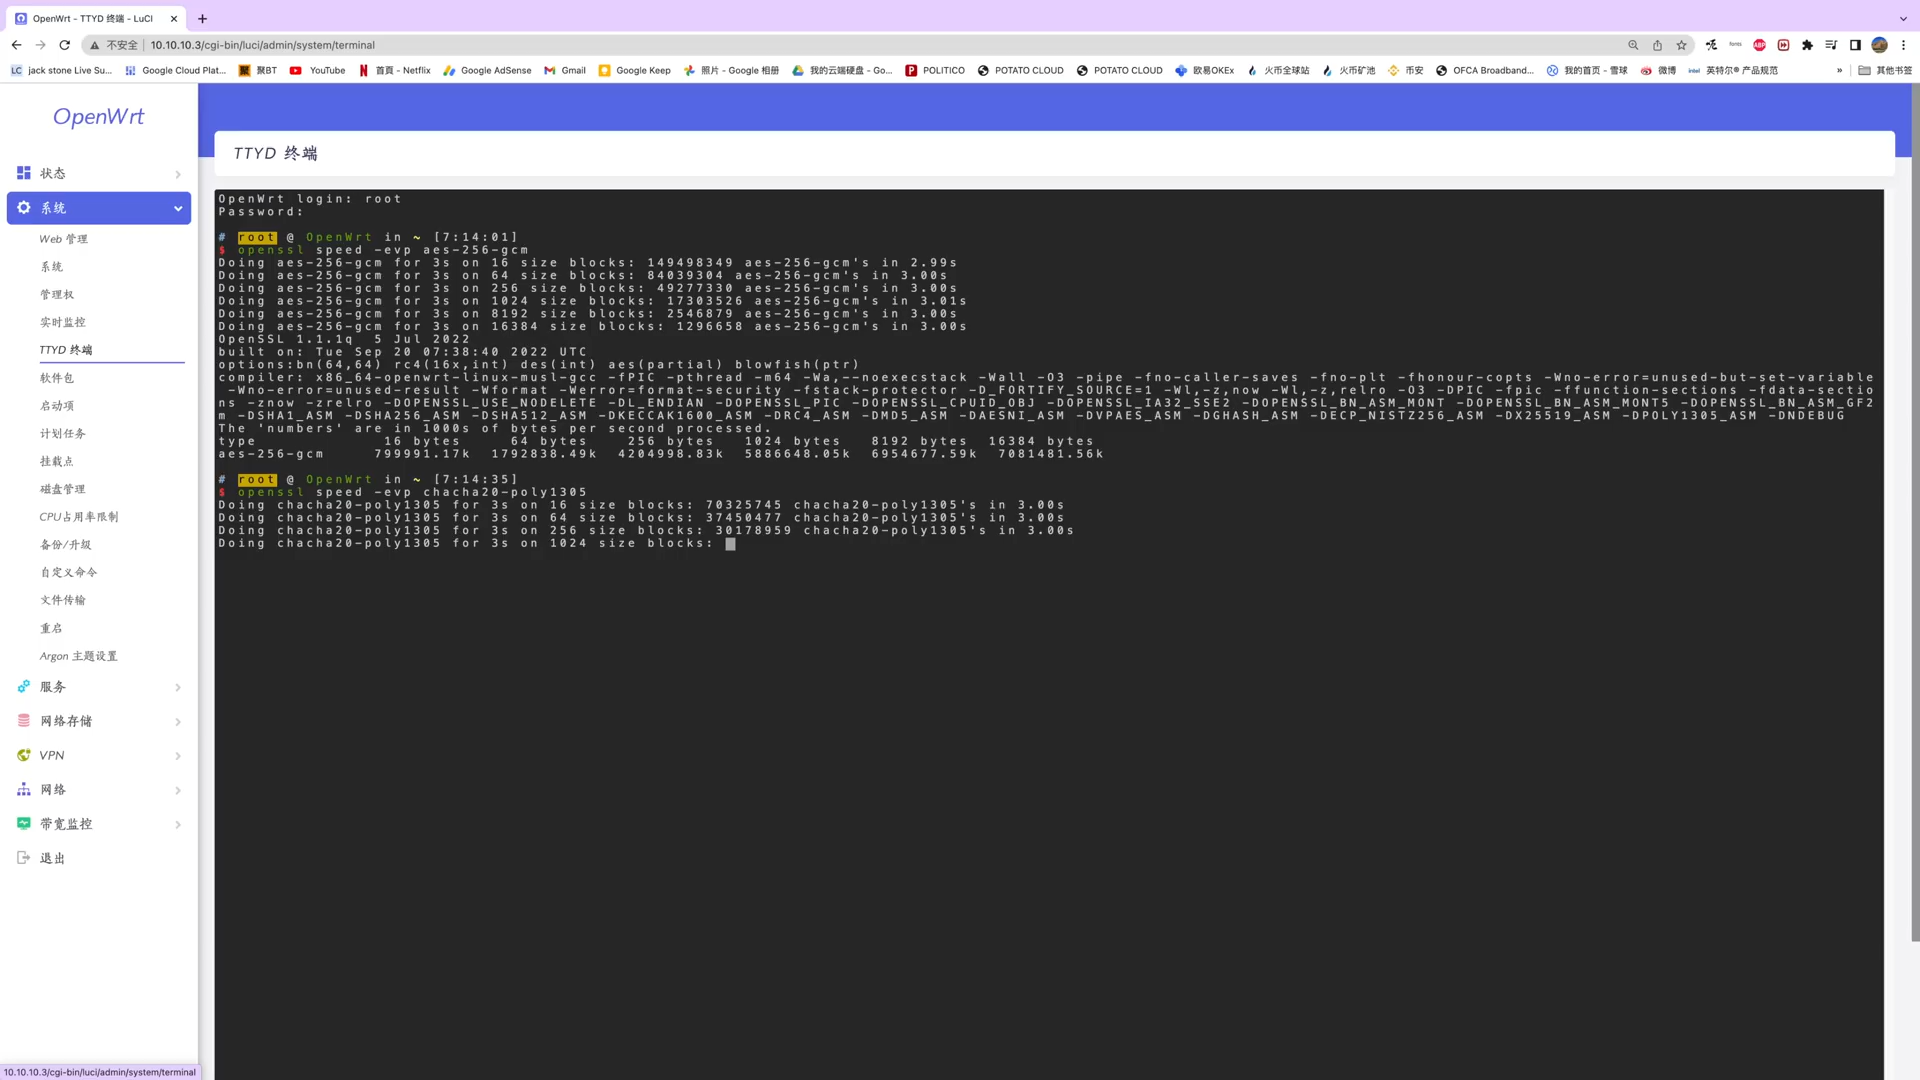 OpenWrt - TTYD 终端 - LuCI
不安全 10.10.10.3/cgi-bin/luci/admin/system/terminal
jack stone Live Su... Google Cloud Plat... 聚BT YouTube 首頁 - Netflix Google AdSense Gmail Google Keep 照片 - Google 相册 我的云端硬盘 - Go... POLITICO POTATO CLOUD POTATO CLOUD 欧易OKEx 火币全球站 火币矿池 币安 OFCA Broadband... 我的首页 - 雪球 微博 英特尔® 产品规范 » 其他书签
OpenWrt
状态
系统
Web 管理
系统
管理权
实时监控
TTYD 终端
软件包
启动项
计划任务
挂载点
磁盘管理
CPU占用率限制
备份/升级
自定义命令
文件传输
重启
Argon 主题设置
服务
网络存储
VPN
网络
带宽监控
退出
TTYD 终端
OpenWrt login: root
Password:
# root @ OpenWrt in ~ [7:14:01]
$ openssl speed -evp aes-256-gcm
Doing aes-256-gcm for 3s on 16 size blocks: 149498349 aes-256-gcm's in 2.99s
Doing aes-256-gcm for 3s on 64 size blocks: 84039304 aes-256-gcm's in 3.00s
Doing aes-256-gcm for 3s on 256 size blocks: 49277330 aes-256-gcm's in 3.00s
Doing aes-256-gcm for 3s on 1024 size blocks: 17303526 aes-256-gcm's in 3.01s
Doing aes-256-gcm for 3s on 8192 size blocks: 2546879 aes-256-gcm's in 3.00s
Doing aes-256-gcm for 3s on 16384 size blocks: 1296658 aes-256-gcm's in 3.00s
OpenSSL 1.1.1q  5 Jul 2022
built on: Tue Sep 20 07:38:40 2022 UTC
options:bn(64,64) rc4(16x,int) des(int) aes(partial) blowfish(ptr)
compiler: x86_64-openwrt-linux-musl-gcc -fPIC -pthread -m64 -Wa,--noexecstack -Wall -O3 -pipe -fno-caller-saves -fno-plt -fhonour-copts -Wno-error=unused-but-set-variable
-Wno-error=unused-result -Wformat -Werror=format-security -fstack-protector -D_FORTIFY_SOURCE=1 -Wl,-z,now -Wl,-z,relro -O3 -DPIC -fpic -ffunction-sections -fdata-sectio
ns -znow -zrelro -DOPENSSL_USE_NODELETE -DL_ENDIAN -DOPENSSL_PIC -DOPENSSL_CPUID_OBJ -DOPENSSL_IA32_SSE2 -DOPENSSL_BN_ASM_MONT -DOPENSSL_BN_ASM_MONT5 -DOPENSSL_BN_ASM_GF2
m -DSHA1_ASM -DSHA256_ASM -DSHA512_ASM -DKECCAK1600_ASM -DRC4_ASM -DMD5_ASM -DAESNI_ASM -DVPAES_ASM -DGHASH_ASM -DECP_NISTZ256_ASM -DX25519_ASM -DPOLY1305_ASM -DNDEBUG
The 'numbers' are in 1000s of bytes per second processed.
type 16 bytes 64 bytes 256 bytes 1024 bytes 8192 bytes 16384 bytes
aes-256-gcm 799991.17k 1792838.49k 4204998.83k 5886648.05k 6954677.59k 7081481.56k
# root @ OpenWrt in ~ [7:14:35]
$ openssl speed -evp chacha20-poly1305
Doing chacha20-poly1305 for 3s on 16 size blocks: 70325745 chacha20-poly1305's in 3.00s
Doing chacha20-poly1305 for 3s on 64 size blocks: 37450477 chacha20-poly1305's in 3.00s
Doing chacha20-poly1305 for 3s on 256 size blocks: 30178959 chacha20-poly1305's in 3.00s
Doing chacha20-poly1305 for 3s on 1024 size blocks:
10.10.10.3/cgi-bin/luci/admin/system/terminal